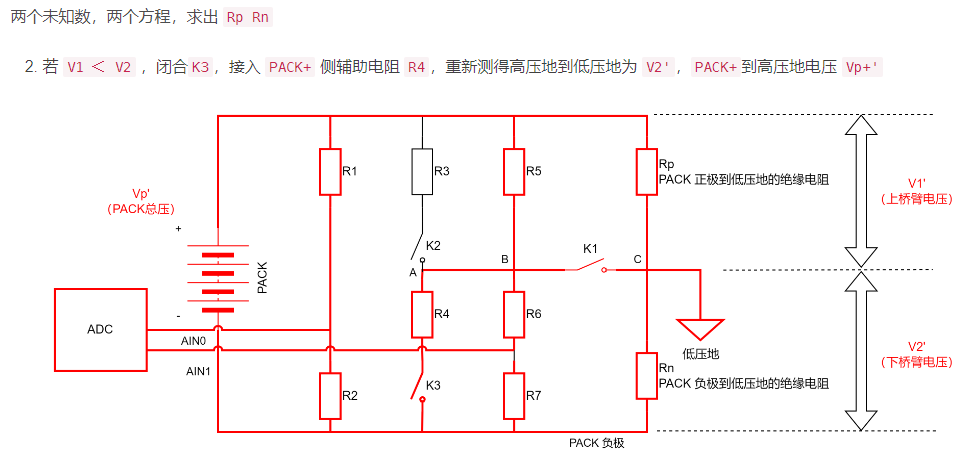 两个未知数，两个方程，求出 Rp Rn
2. 若 V1 ＜ V2 ，闭合K3，接入 PACK+ 侧辅助电阻 R4，重新测得高压地到低压地为 V2'，PACK+ 到高压地电压 Vp+'
R1
R3
R5
Rp
PACK 正极到低压地的绝缘电阻
Vp'
(PACK总压)
V1'
(上桥臂电压)
+
PACK
-
K2
K1
A
B
C
ADC
AIN0
AIN1
R4
R6
低压地
Rn
PACK 负极到低压地的绝缘电阻
V2'
(下桥臂电压)
R2
K3
R7
PACK 负极